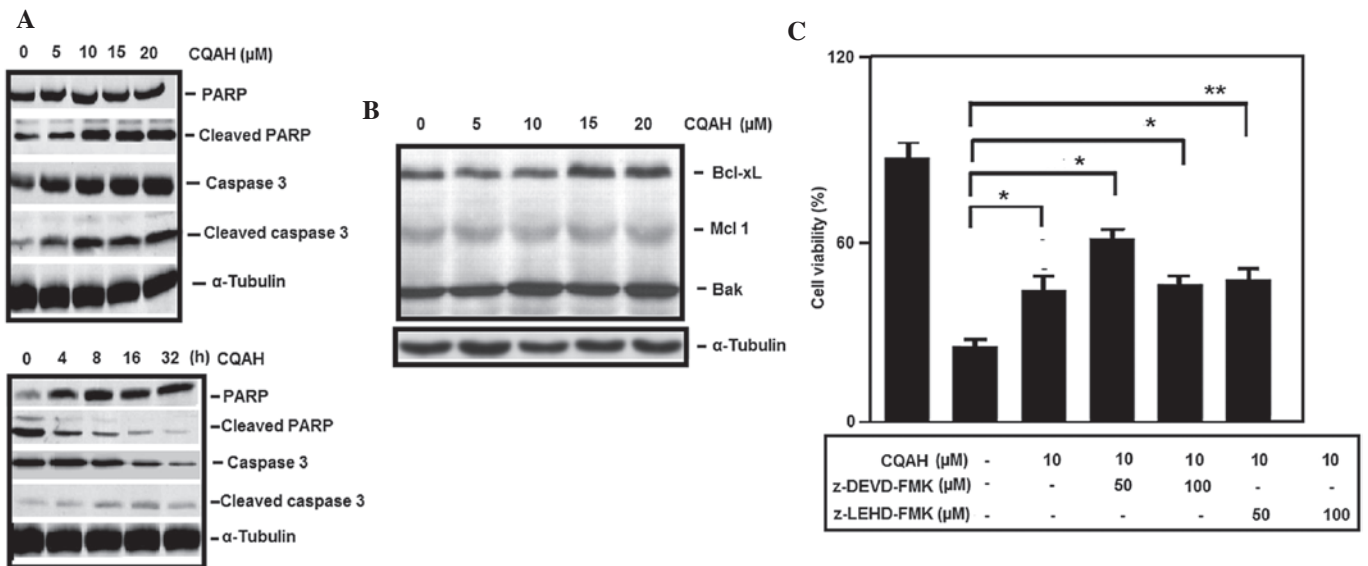 A
0 5 10 15 20 CQAH (µM)
PARP
Cleaved PARP
Caspase 3
Cleaved caspase 3
α-Tubulin
0 4 8 16 32 (h) CQAH
PARP
Cleaved PARP
Caspase 3
Cleaved caspase 3
α-Tubulin
B
0 5 10 15 20 CQAH (µM)
Bcl-xL
Mcl 1
Bak
α-Tubulin
C
120
60
0
Cell viability (%)
**
*
*
*
CQAH (µM) - 10 10 10 10 10
z-DEVD-FMK (µM) - - 50 100 - -
z-LEHD-FMK (µM) - - - - 50 100